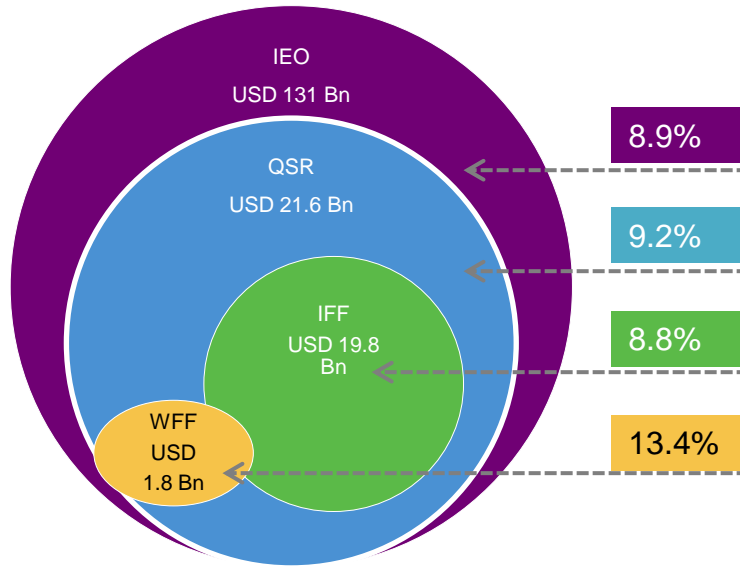 IEO
USD 131 Bn
8.9%
QSR
USD 21.6 Bn
9.2%
IFF
USD 19.8
Bn
8.8%
WFF
USD
1.8 Bn
13.4%